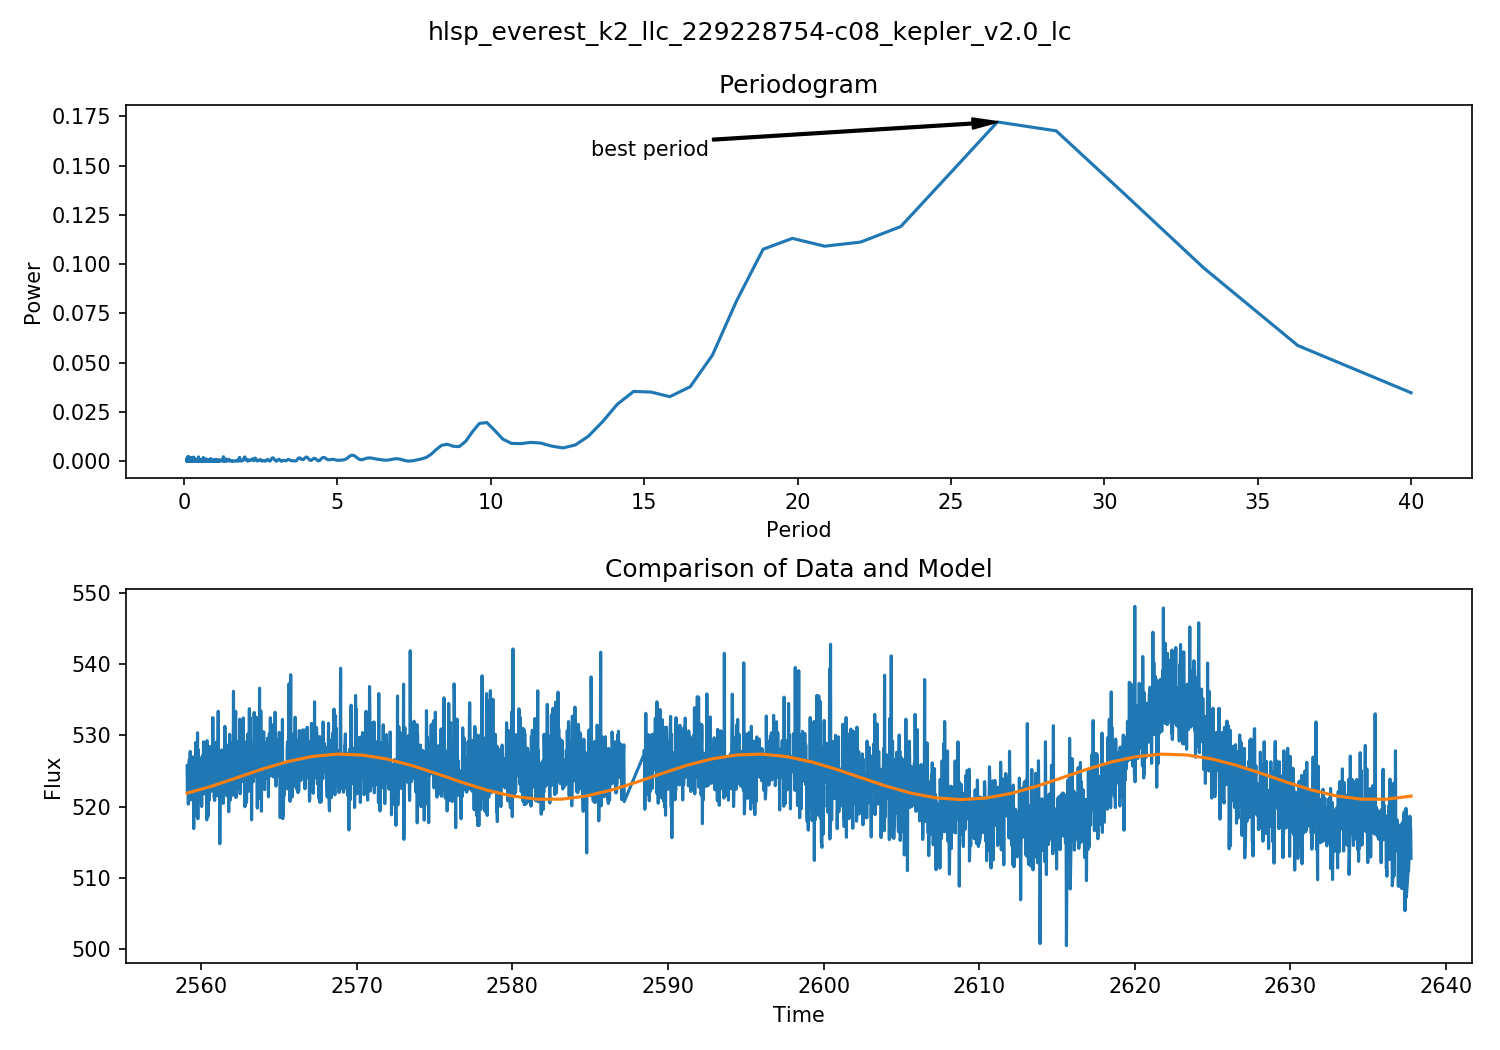 hlsp_everest_k2_llc_229228754-c08_kepler_v2.0_lc
Periodogram
0.175
0.150
0.125
0.100
0.075
0.050
0.025
0.000
Power
best period
0 5 10 15 20 25 30 35 40
Period
Comparison of Data and Model
550
540
530
520
510
500
Flux
2560 2570 2580 2590 2600 2610 2620 2630 2640
Time